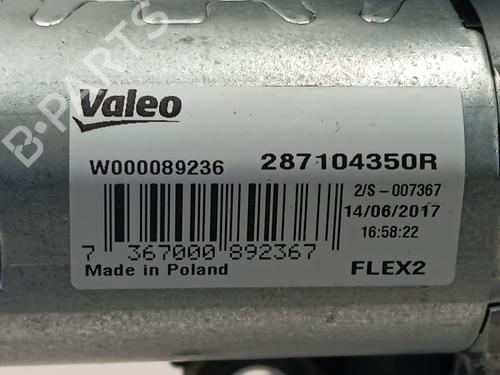 B-PARTS
Valeo
W000089236 287104350R
2/S-007367
14/06/2017
16:58:22
7 367000 892367
Made in Poland FLEX2